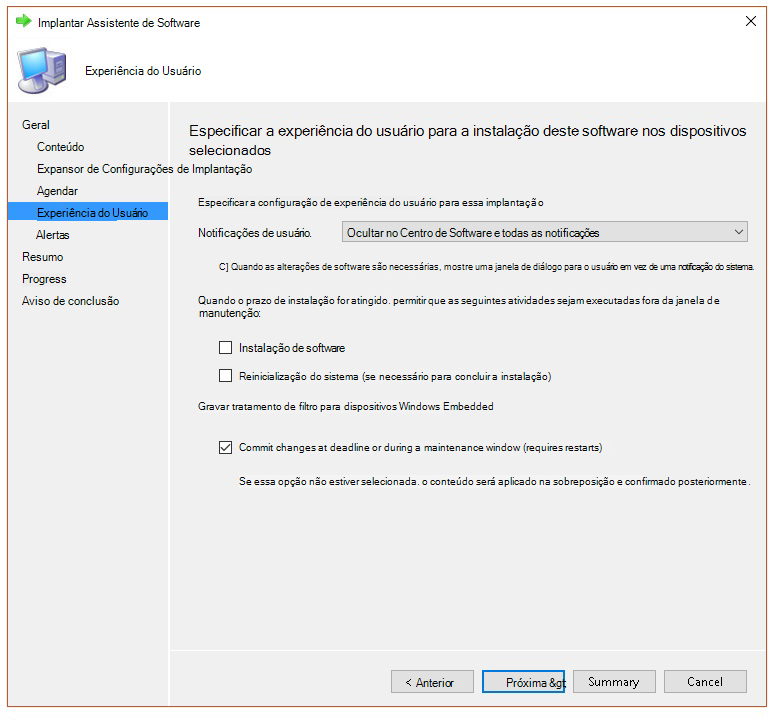 Implantar Assistente de Software
Experiência do Usuário
Geral
Conteúdo
Expansor de Configurações de Implantação
Agendar
Experiência do Usuário
Alertas
Resumo
Progress
Aviso de conclusão
Especificar a experiência do usuário para a instalação deste software nos dispositivos
selecionados
Especificar a configuração de experiência do usuário para essa implantação
Notificações de usuário.
Ocultar no Centro de Software e todas as notificações
C] Quando as alterações de software são necessárias, mostre uma janela de diálogo para o usuário em vez de uma notificação do sistema.
Quando o prazo de instalação for atingido. permitir que as seguintes atividades sejam executadas fora da janela de
manutenção:
Instalação de software
Reinicialização do sistema (se necessário para concluir a instalação)
Gravar tratamento de filtro para dispositivos Windows Embedded
Commit changes at deadline or during a maintenance window (requires restarts)
Se essa opção não estiver selecionada. o conteúdo será aplicado na sobreposição e confirmado posteriormente.
< Anterior
Próxima &gt;
Summary
Cancel